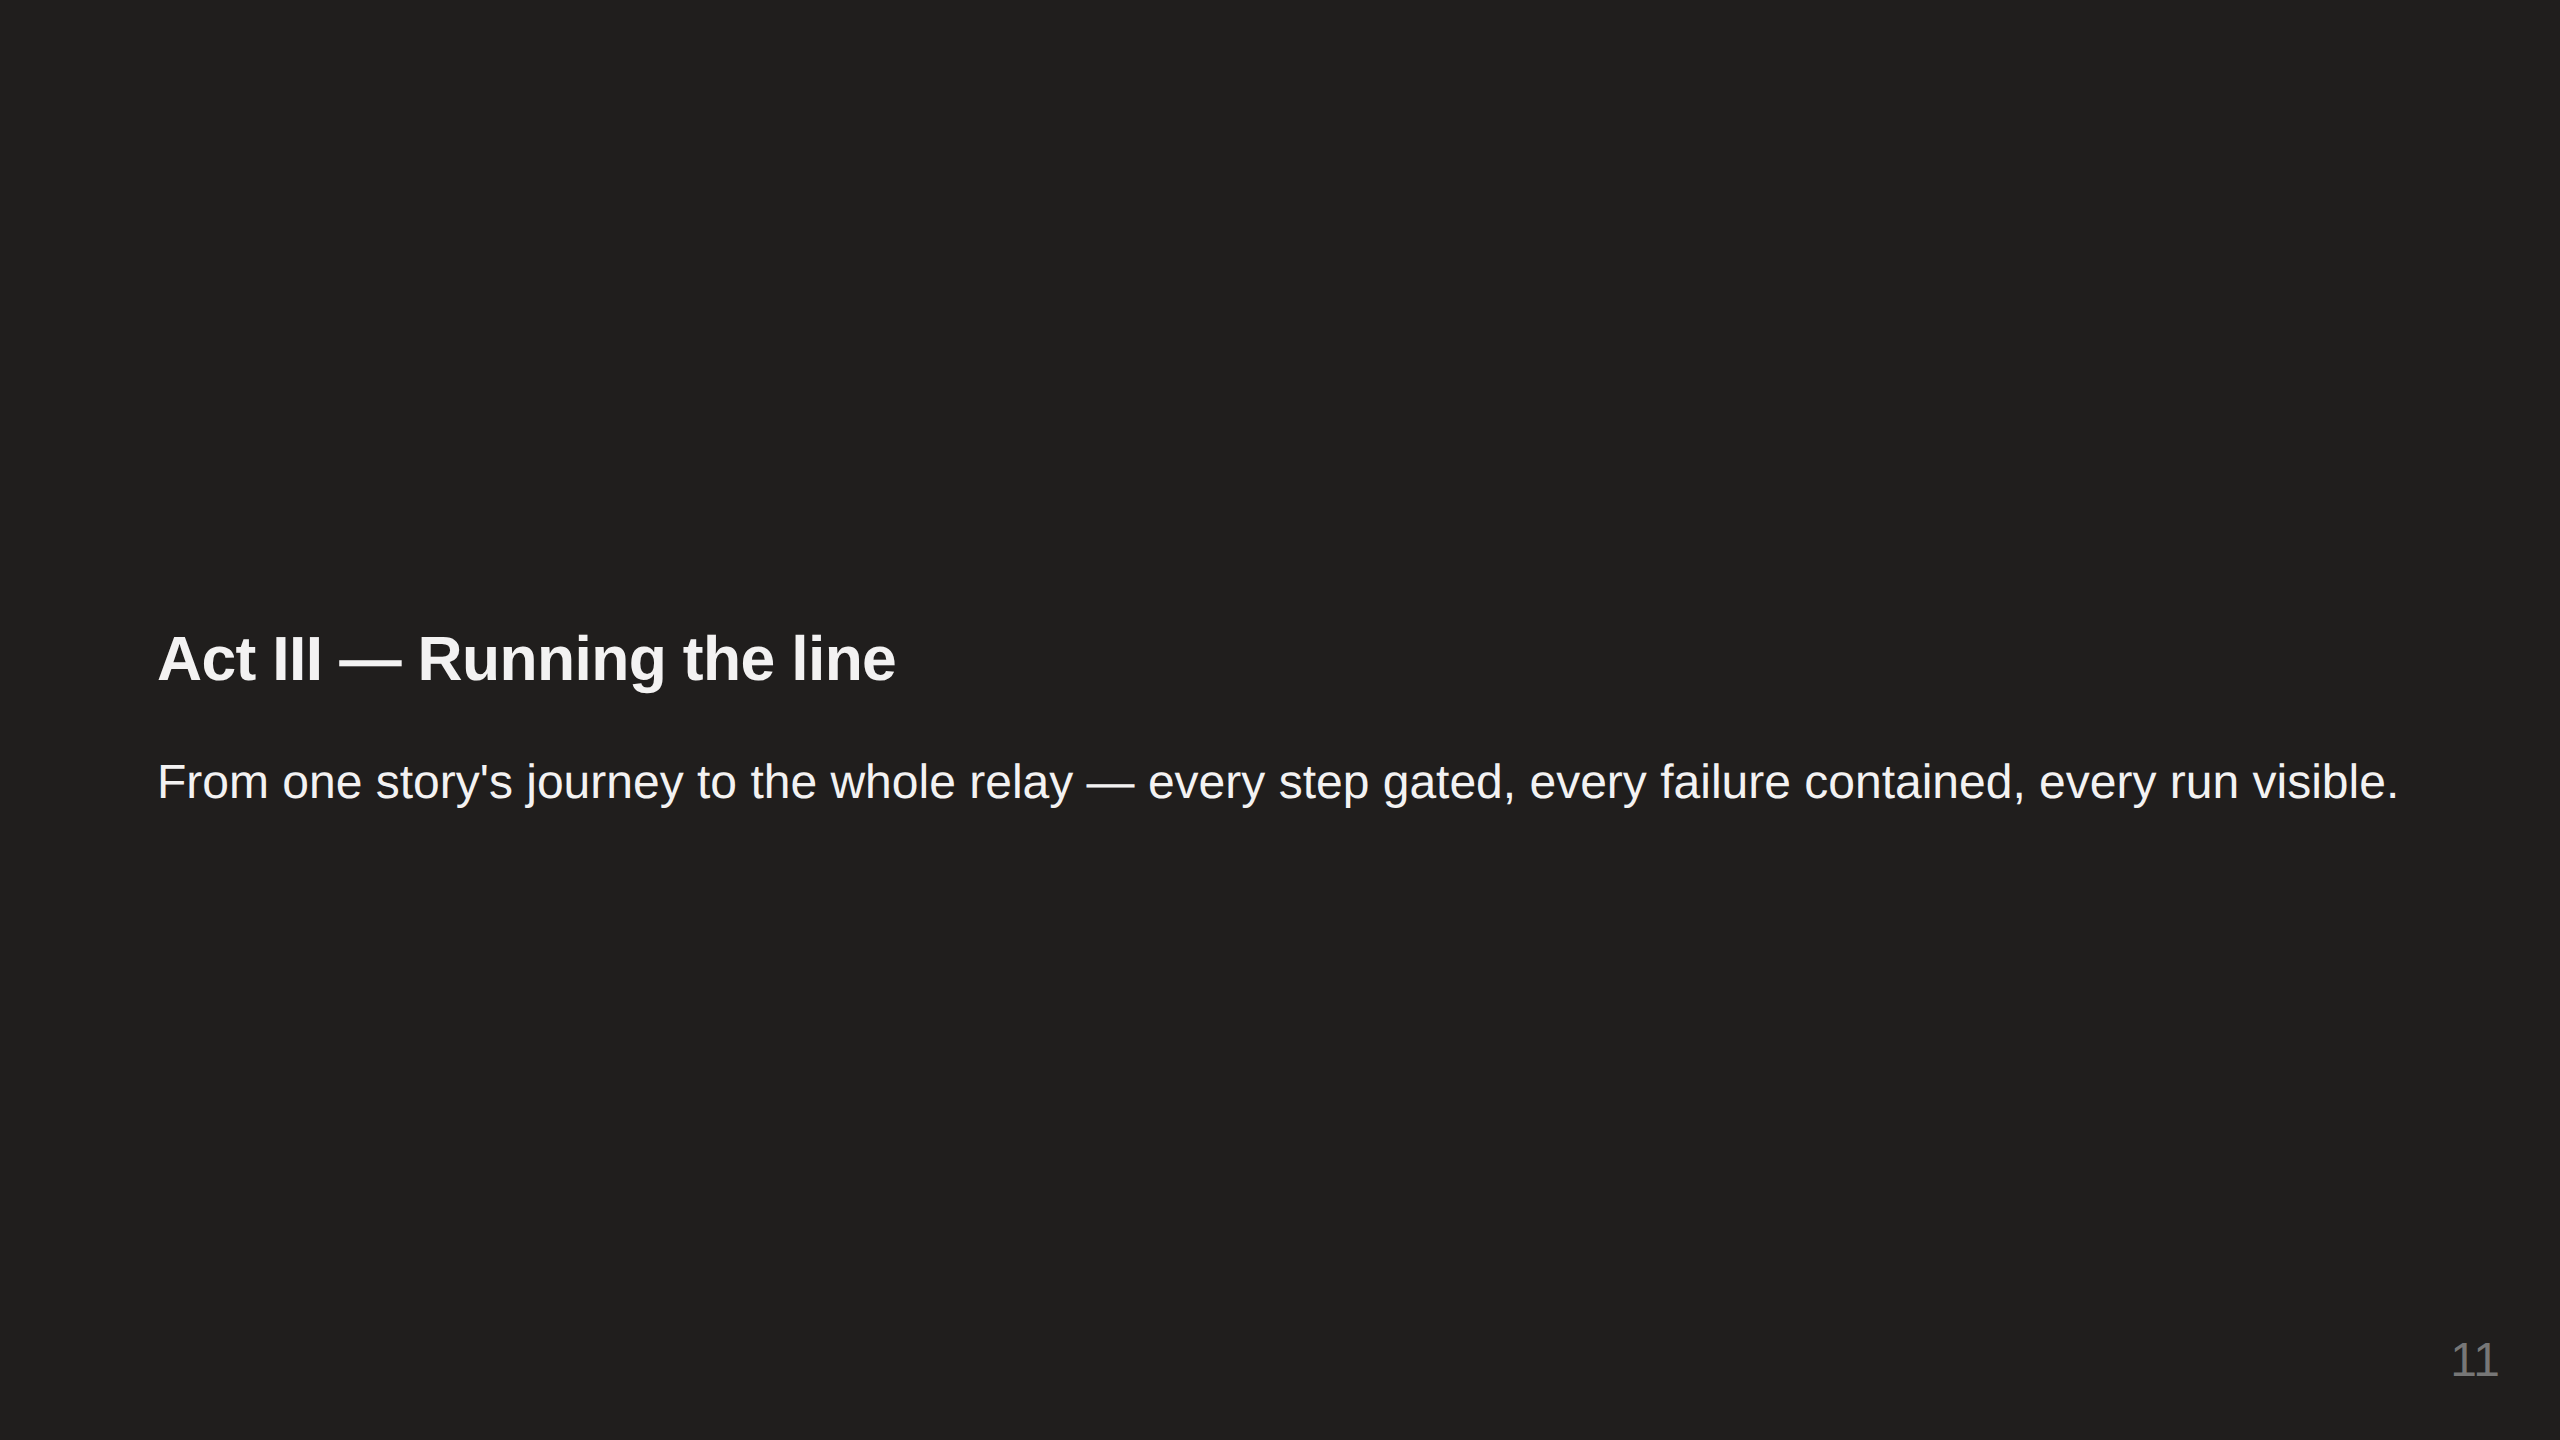 Act III — Running the line
From one story's journey to the whole relay — every step gated, every failure contained, every run visible.
11